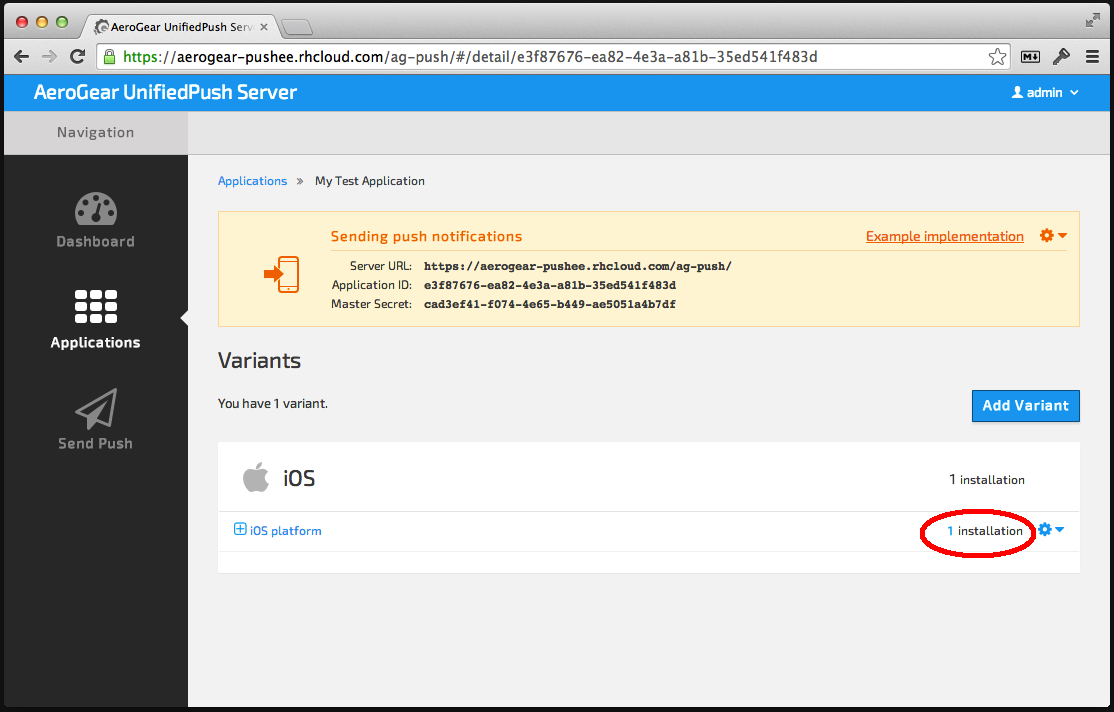 AeroGear UnifiedPush Serv
https://aerogear-pushee.rhcloud.com/ag-push/#/detail/e3f87676-ea82-4e3a-a81b-35ed541f483d
M
AeroGear UnifiedPush Server
admin
Navigation
Dashboard
Applications
Send Push
Applications » My Test Application
Sending push notifications
Example implementation
Server URL: https://aerogear-pushee.rhcloud.com/ag-push/
Application ID: e3f87676-ea82-4e3a-a81b-35ed541f483d
Master Secret: cad3ef41-f074-4e65-b449-ae5051a4b7df
Variants
You have 1 variant.
Add Variant
iOS
1 installation
iOS platform
1 installation